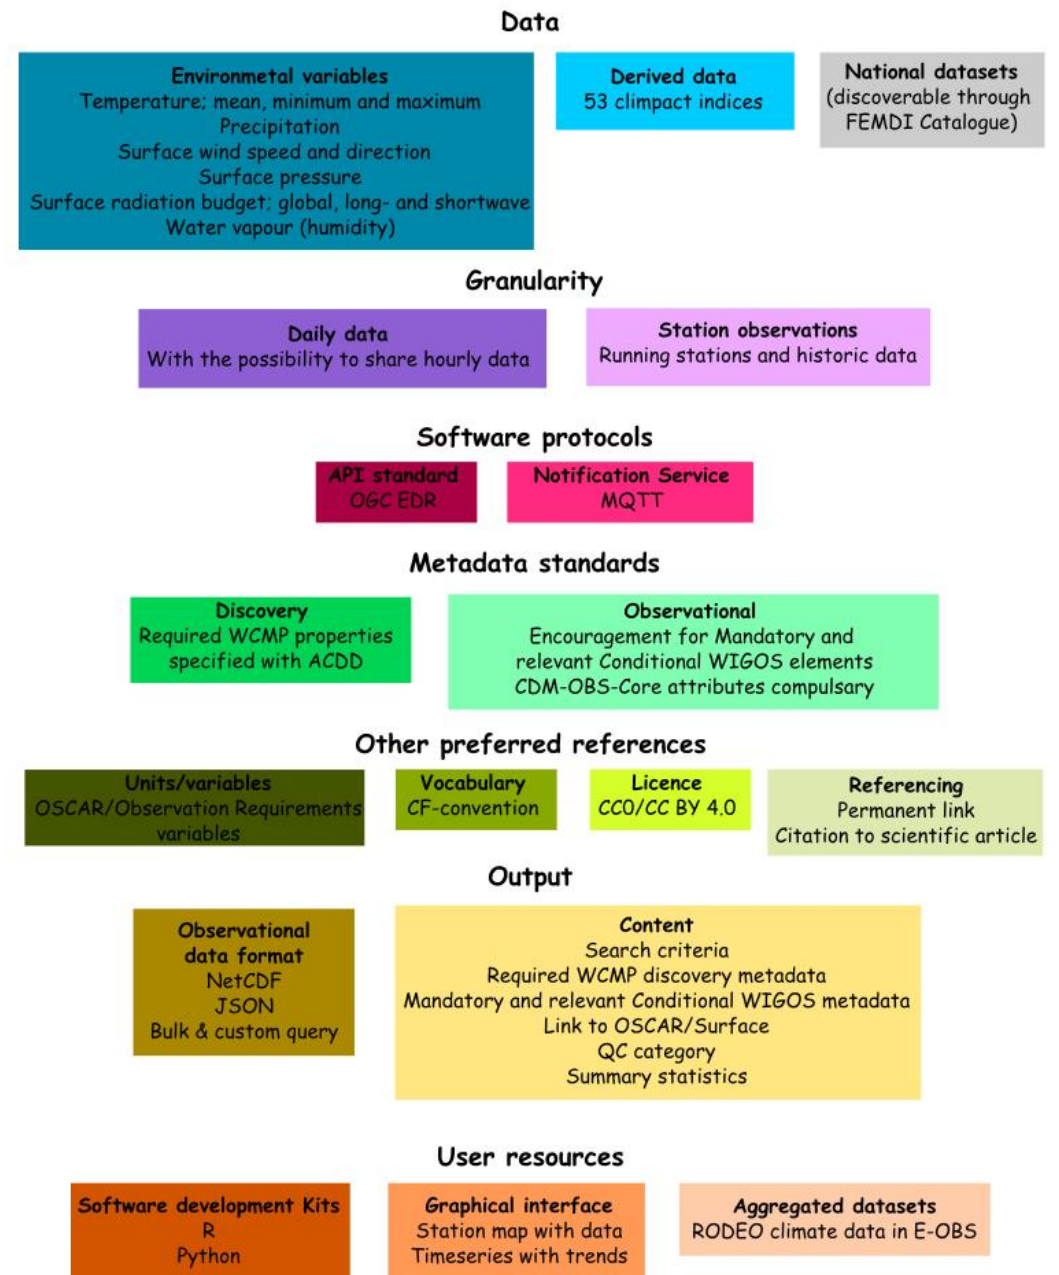 Data
Environmetal variables
Temperature; mean, minimum and maximum
Precipitation
Surface wind speed and direction
Surface pressure
Surface radiation budget; global, long- and shortwave
Water vapour (humidity)
Derived data
53 climpact indices
National datasets
(discoverable through
FEMDI Catalogue)
Granularity
Daily data
With the possibility to share hourly data
Station observations
Running stations and historic data
Software protocols
API standard
OGC EDR
Notification Service
MQTT
Metadata standards
Discovery
Required WCMP properties
specified with ACDD
Observational
Encouragement for Mandatory and
relevant Conditional WIGOS elements
CDM-OBS-Core attributes compulsary
Other preferred references
Units/variables
OSCAR/Observation Requirements
variables
Vocabulary
CF-convention
Licence
CC0/CC BY 4.0
Referencing
Permanent link
Citation to scientific article
Output
Observational
data format
NetCDF
JSON
Bulk & custom query
Content
Search criteria
Required WCMP discovery metadata
Mandatory and relevant Conditional WIGOS metadata
Link to OSCAR/Surface
QC category
Summary statistics
User resources
Software development Kits
R
Python
Graphical interface
Station map with data
Timeseries with trends
Aggregated datasets
RODEO climate data in E-OBS